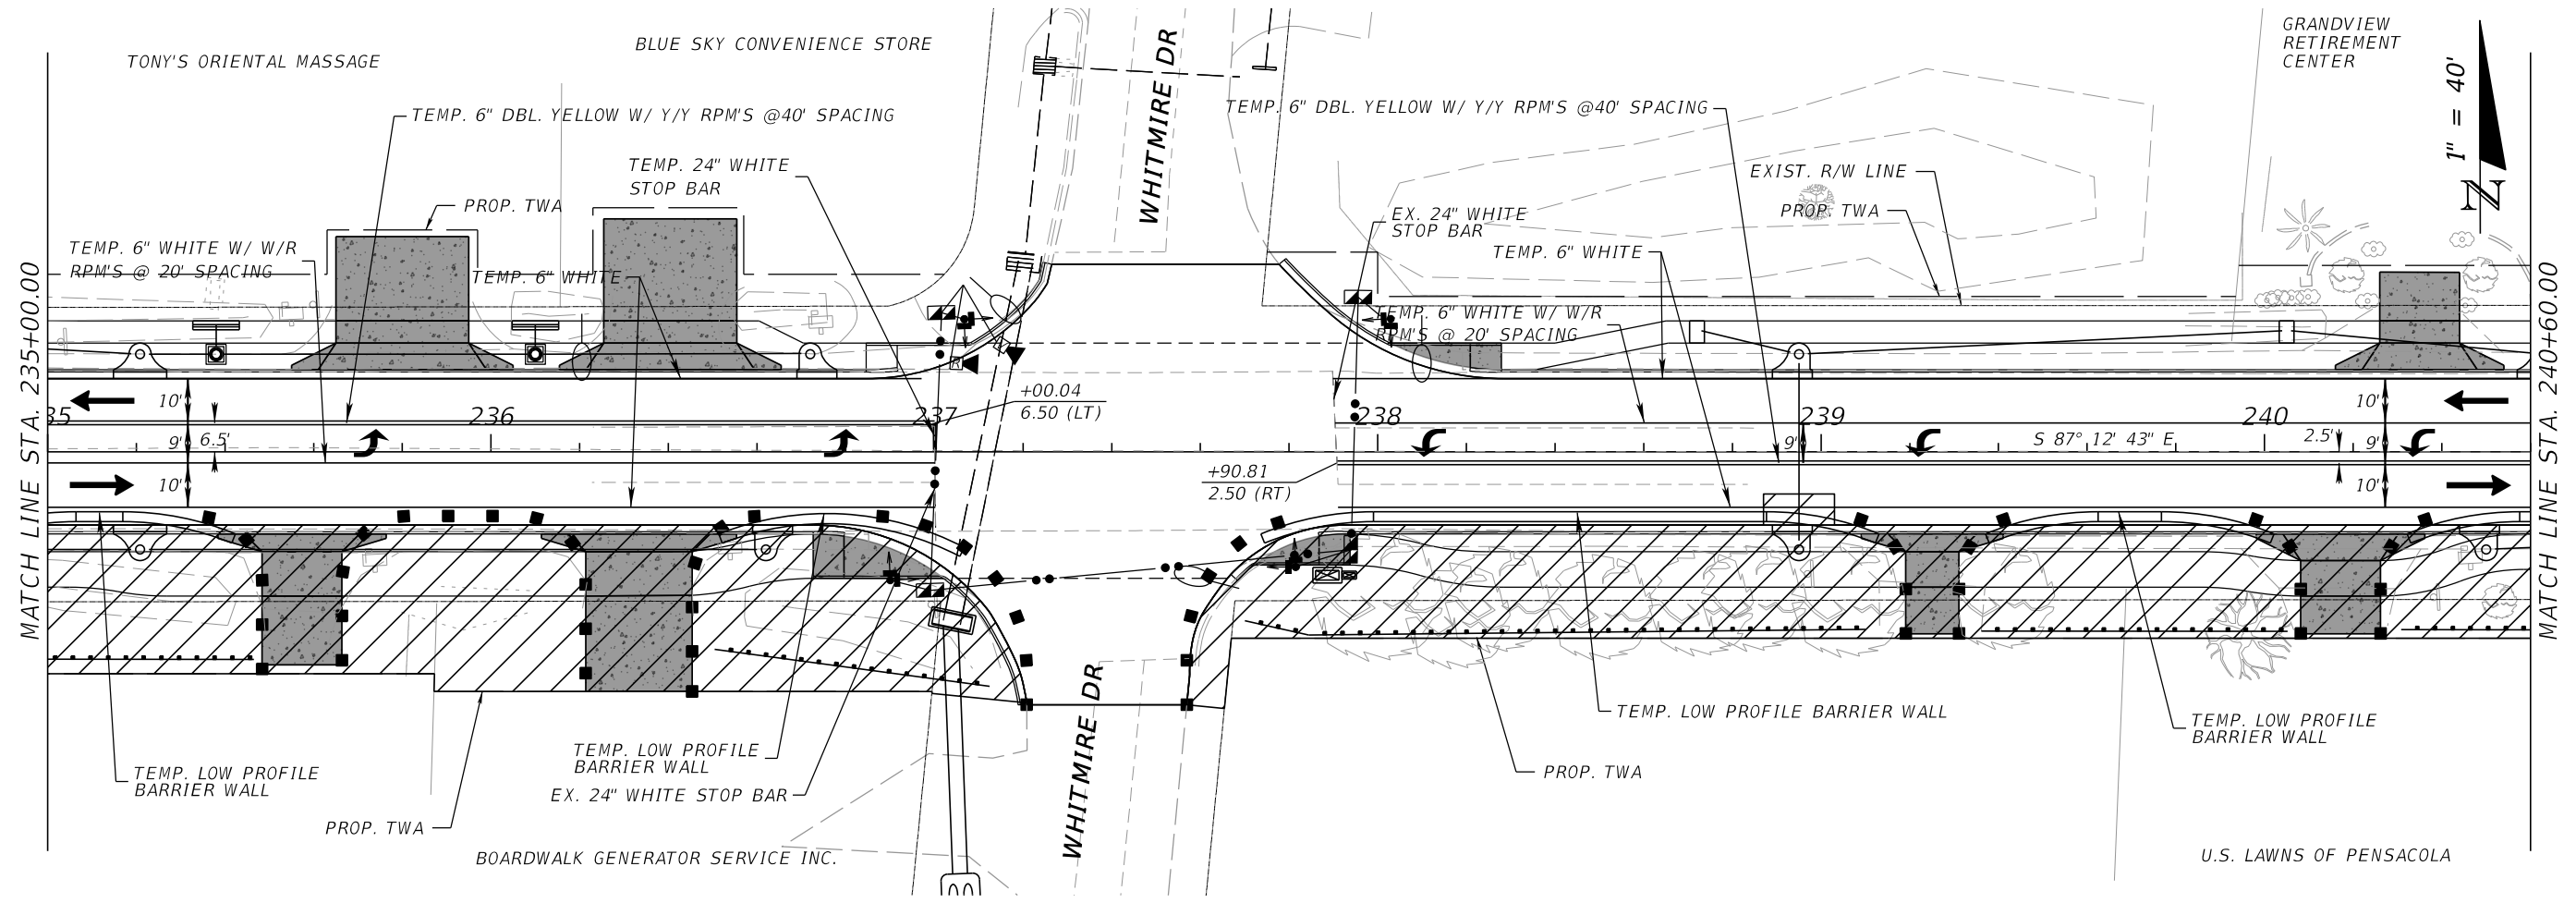 TONY'S ORIENTAL MASSAGE
BLUE SKY CONVENIENCE STORE
WHITMIRE DR
GRANDVIEW
RETIREMENT
CENTER
1" = 40'
N
TEMP. 6" DBL. YELLOW W/ Y/Y RPM'S @40' SPACING
TEMP. 6" DBL. YELLOW W/ Y/Y RPM'S @40' SPACING
TEMP. 24" WHITE
STOP BAR
EXIST. R/W LINE
PROP. TWA
PROP. TWA
EX. 24" WHITE
STOP BAR
TEMP. 6" WHITE W/ W/R
RPM'S @ 20' SPACING
TEMP. 6" WHITE
TEMP. 6" WHITE
TEMP. 6" WHITE W/ W/R
RPM'S @ 20' SPACING
MATCH LINE STA. 235+00.00
MATCH LINE STA. 240+60.00
10'
+00.04
6.50 (LT)
10'
35
236
237
238
239
240
9'
6.5'
9'
S 87° 12' 43" E
2.5'
9'
10'
+90.81
2.50 (RT)
10'
WHITMIRE DR
TEMP. LOW PROFILE BARRIER WALL
TEMP. LOW PROFILE
BARRIER WALL
TEMP. LOW PROFILE
BARRIER WALL
TEMP. LOW PROFILE
BARRIER WALL
PROP. TWA
EX. 24" WHITE STOP BAR
PROP. TWA
BOARDWALK GENERATOR SERVICE INC.
U.S. LAWNS OF PENSACOLA